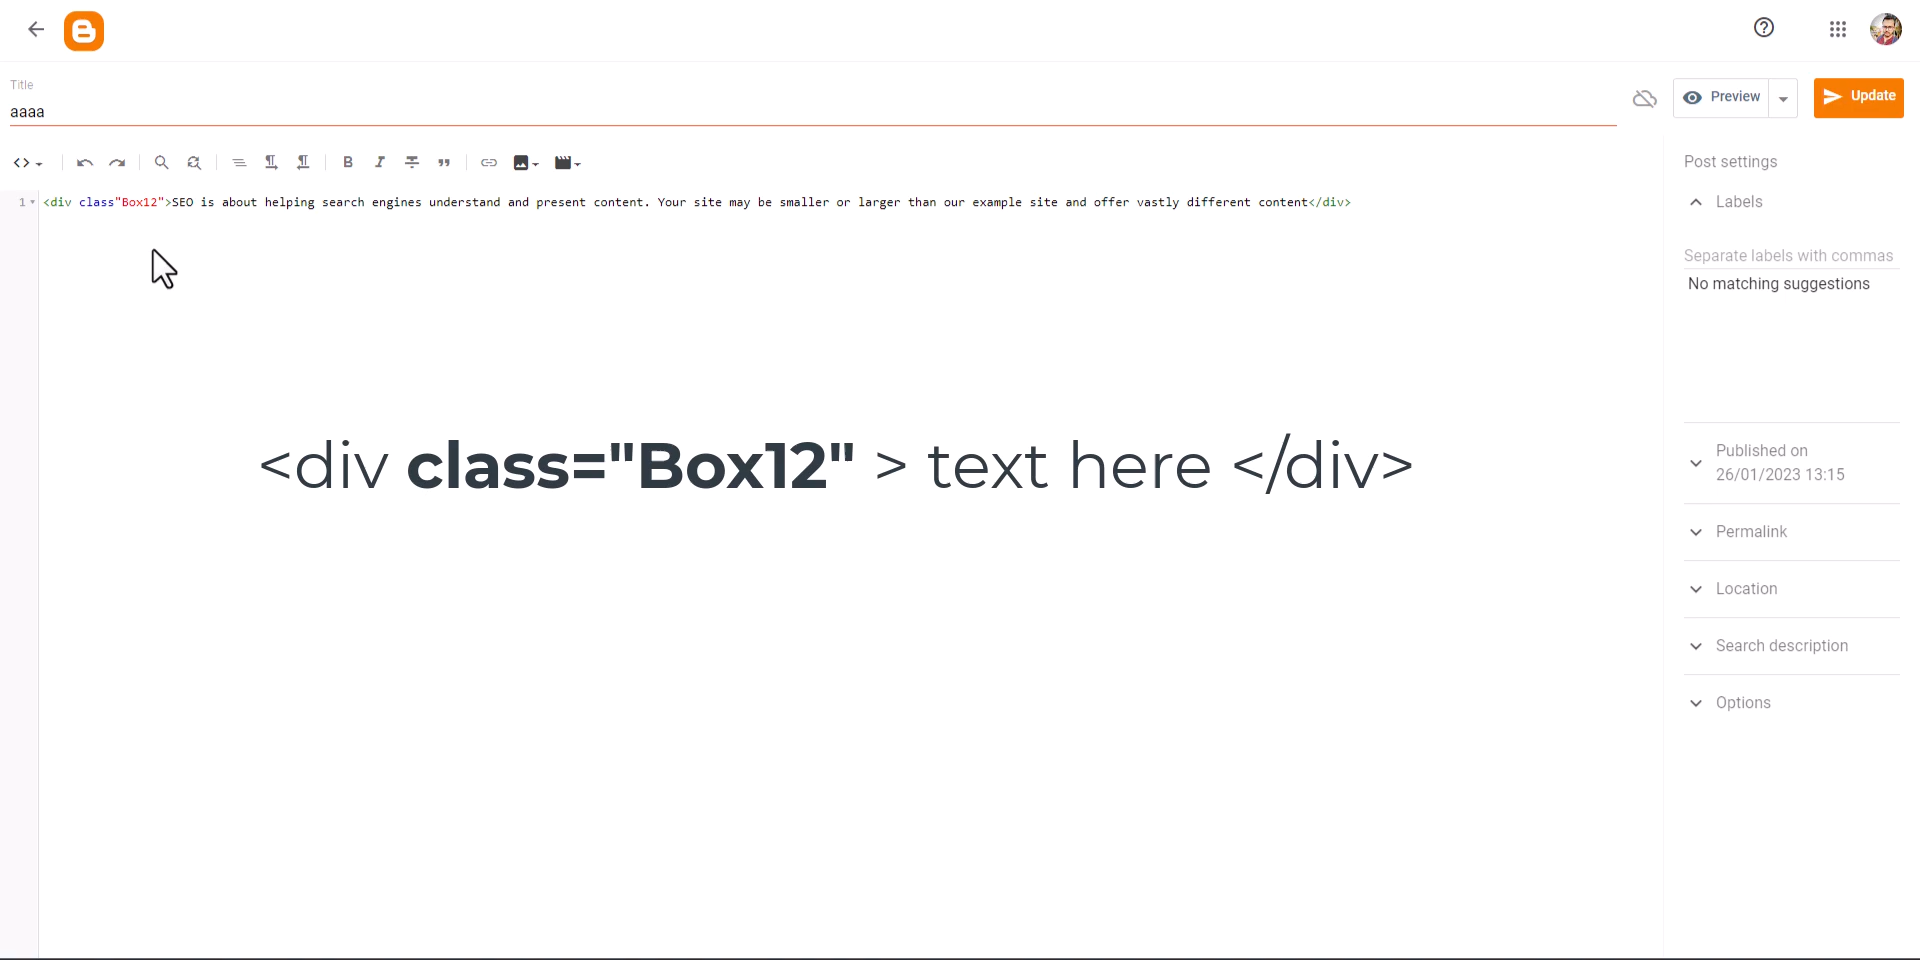 Title
Preview
Update
aaaa
Post settings
1
<div class"Box12">SEO is about helping search engines understand and present content. Your site may be smaller or larger than our example site and offer vastly different content</div>
Labels
Separate labels with commas
No matching suggestions
<div class="Box12" > text here </div>
Published on
26/01/2023 13:15
Permalink
Location
Search description
Options